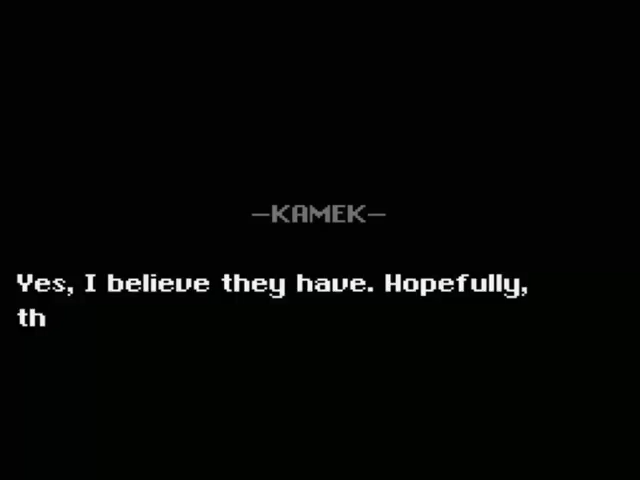 —KAMEK—
Yes, I believe they have. Hopefully,
th